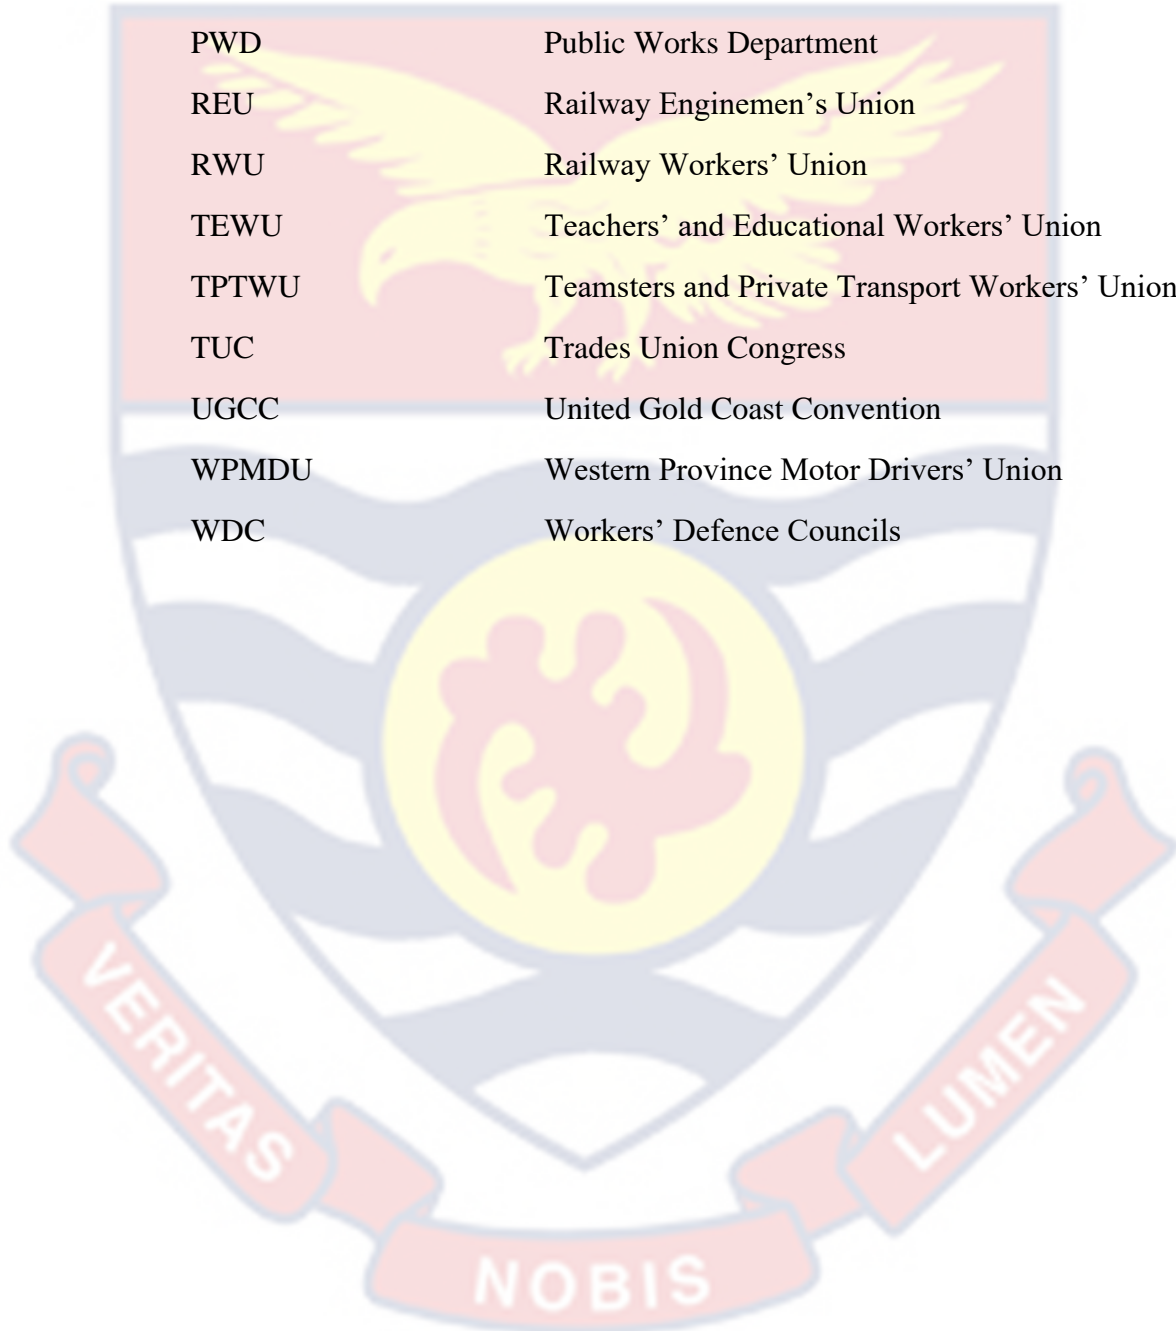 PWD Public Works Department
REU Railway Enginemen’s Union
RWU Railway Workers’ Union
TEWU Teachers’ and Educational Workers’ Union
TPTWU Teamsters and Private Transport Workers’ Union
TUC Trades Union Congress
UGCC United Gold Coast Convention
WPMDU Western Province Motor Drivers’ Union
WDC Workers’ Defence Councils
VERITAS
NOBIS
LUMEN